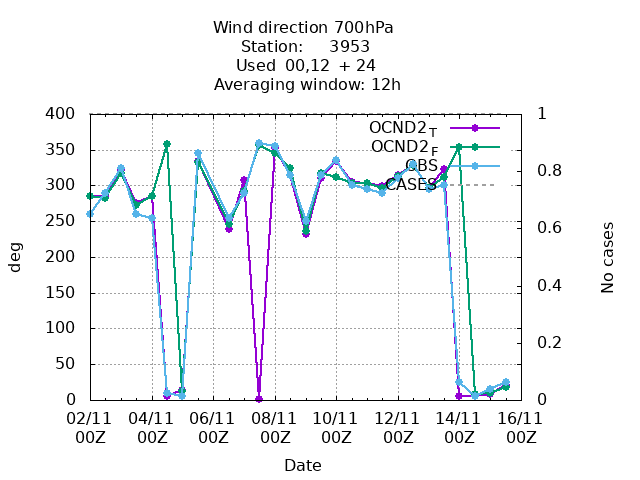 Wind direction 700hPa
Station: 3953
Used 00,12 + 24
Averaging window: 12h
400
350
300
250
200
150
100
50
0
deg
1
0.8
0.6
0.4
0.2
0
No cases
OCND2T
OCND2F
OBS
CASES
02/11 04/11 06/11 08/11 10/11 12/11 14/11 16/11
00Z 00Z 00Z 00Z 00Z 00Z 00Z 00Z
Date